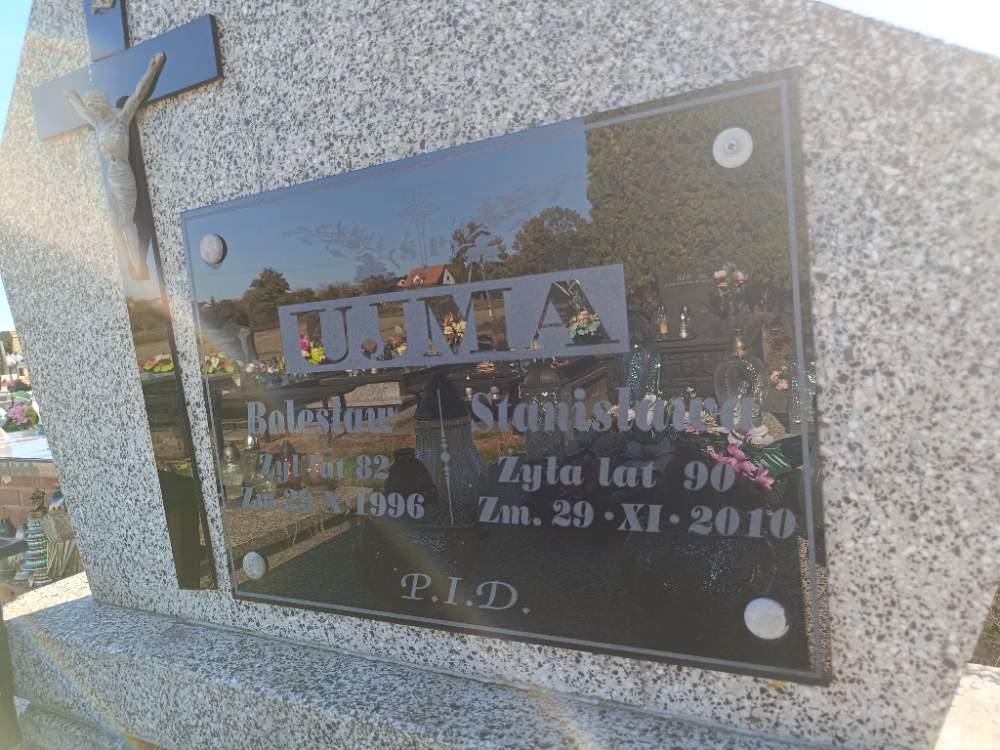 Ś P
UJMA
Bolesław Stanisława
Żył lat 82 Żyła lat 90
Zm. 29 · X · 1996 Zm. 29 · XI · 2010
P.I.D.